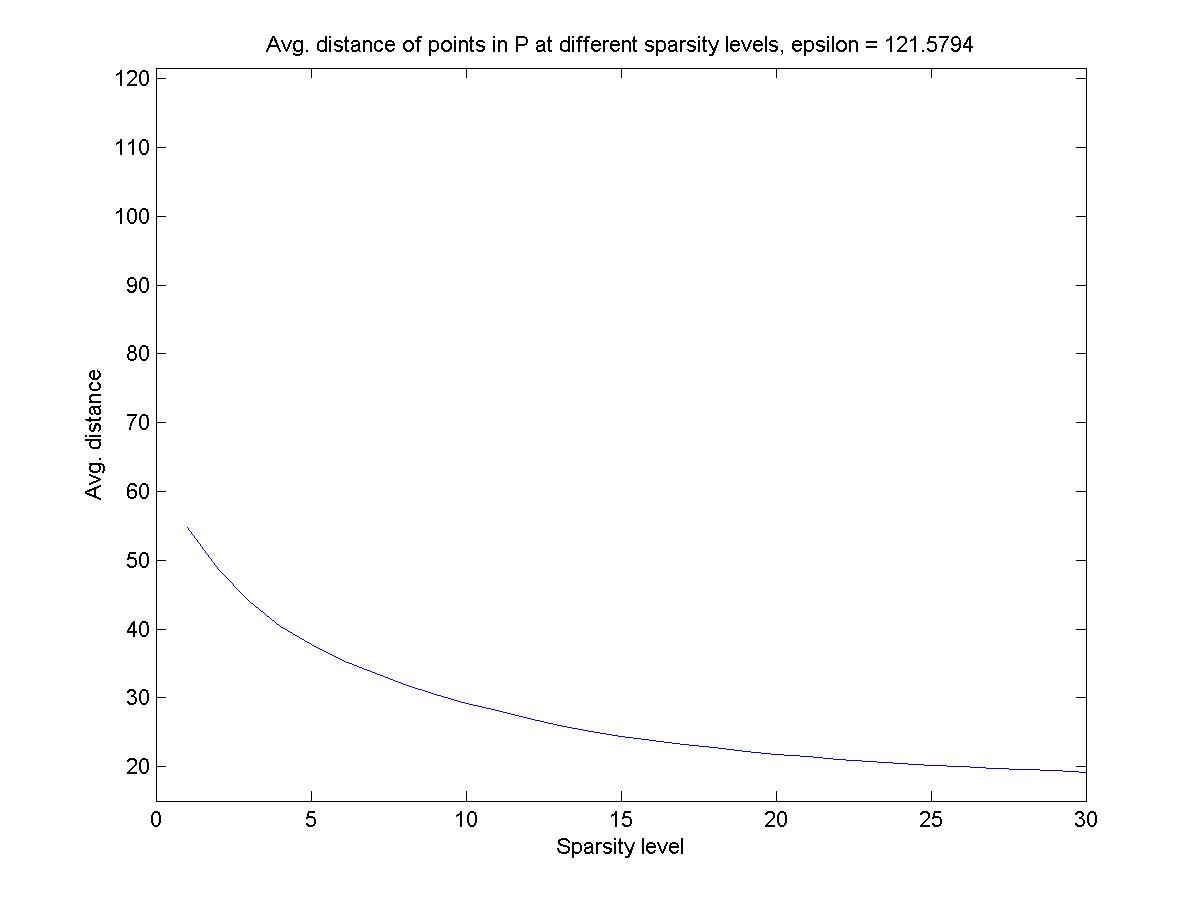 Avg. distance of points in P at different sparsity levels, epsilon = 121.5794
120
110
100
90
80
70
60
50
40
30
20
Avg. distance
0 5 10 15 20 25 30
Sparsity level